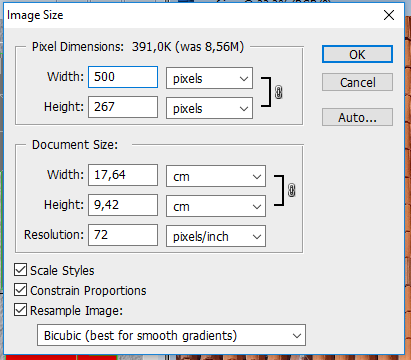 Image Size
Pixel Dimensions: 391,0K (was 8,56M)
Width: 500 pixels
Height: 267 pixels
OK
Cancel
Auto...
Document Size:
Width: 17,64 cm
Height: 9,42 cm
Resolution: 72 pixels/inch
Scale Styles
Constrain Proportions
Resample Image:
Bicubic (best for smooth gradients)